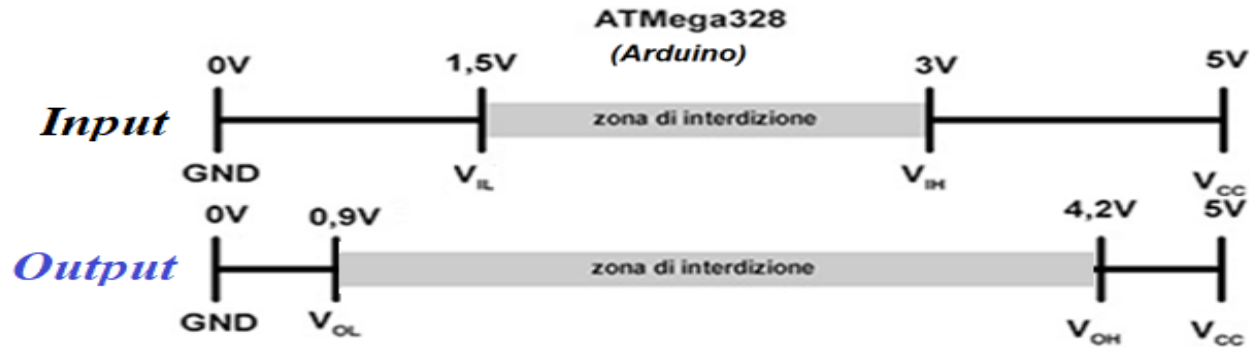 ATMega328
(Arduino)
0V 1,5V 3V 5V
Input zona di interdizione
GND VIL VIH VCC
0V 0,9V 4,2V 5V
Output zona di interdizione
GND VOL VOH VCC